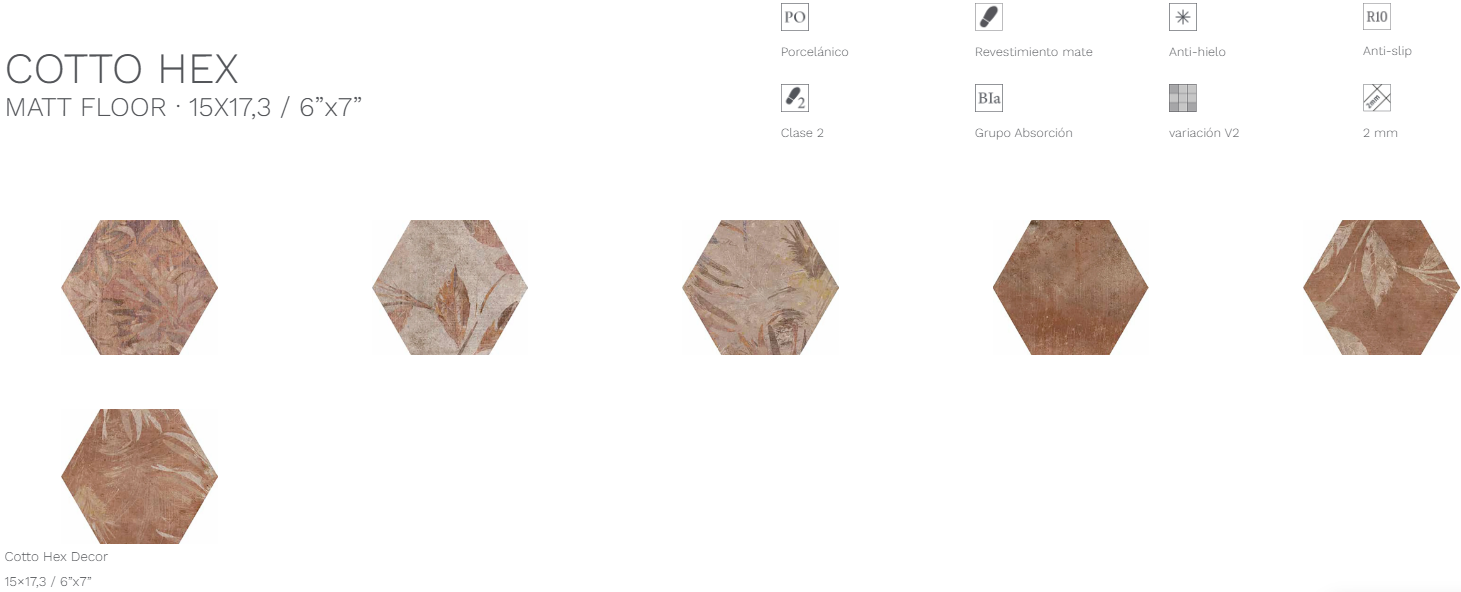 COTTO HEX
MATT FLOOR · 15X17,3 / 6”x7”
PO
R10
Porcelánico
Revestimiento mate
Anti-hielo
Anti-slip
2
BIa
2mm
Clase 2
Grupo Absorción
variación V2
2 mm
Cotto Hex Decor
15×17,3 / 6”x7”